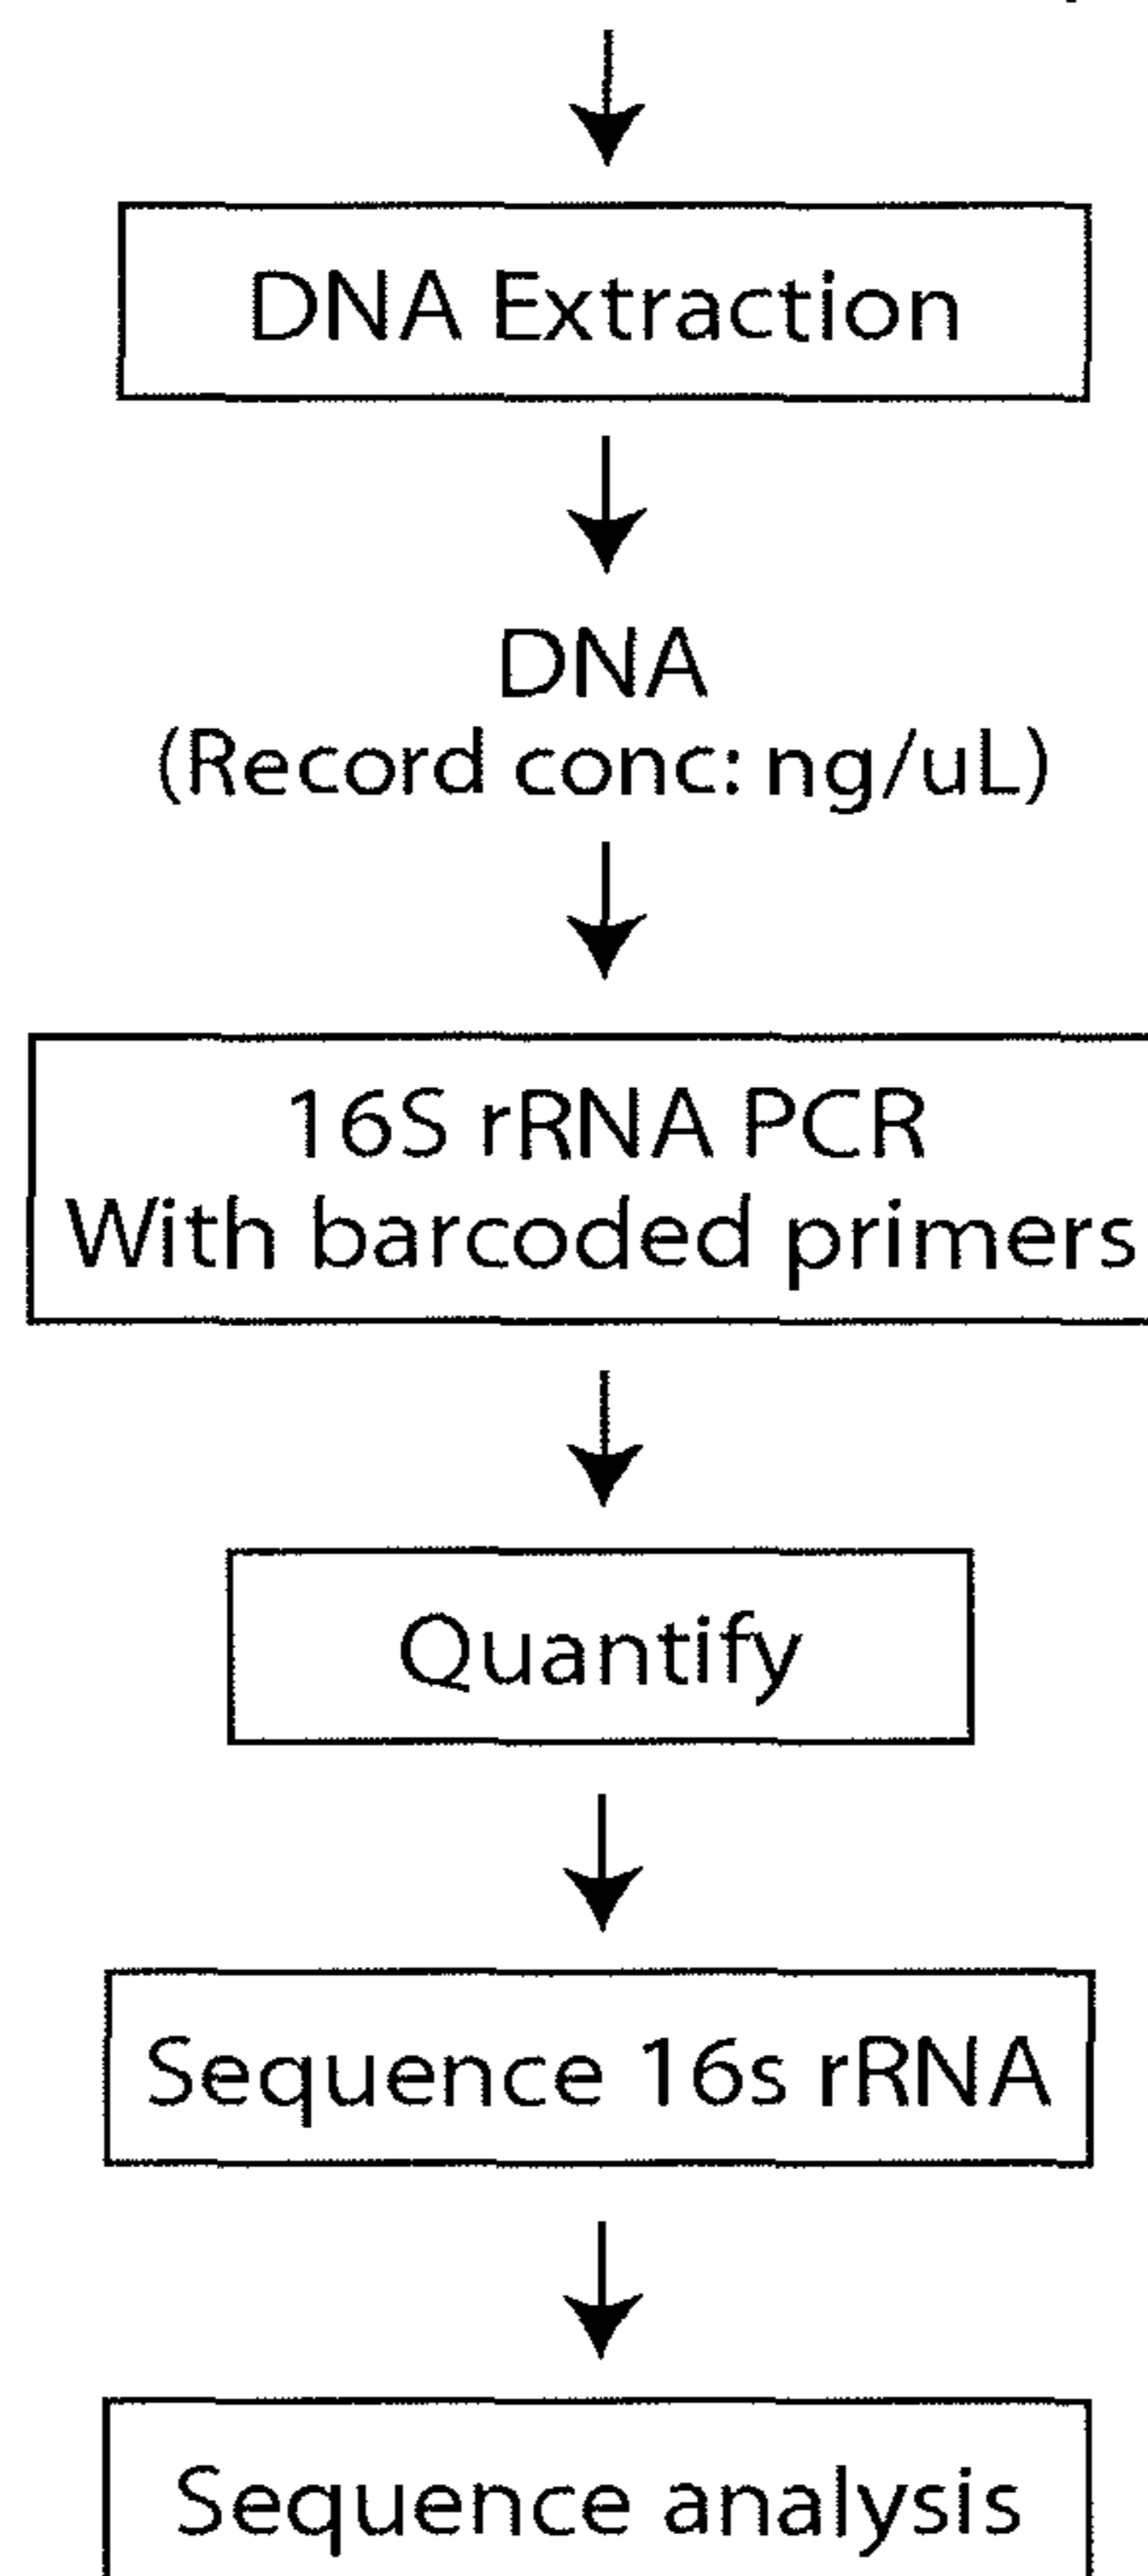 DNA Extraction
DNA
(Record conc: ng/uL)
16S rRNA PCR
With barcoded primers
Quantify
Sequence 16s rRNA
Sequence analysis